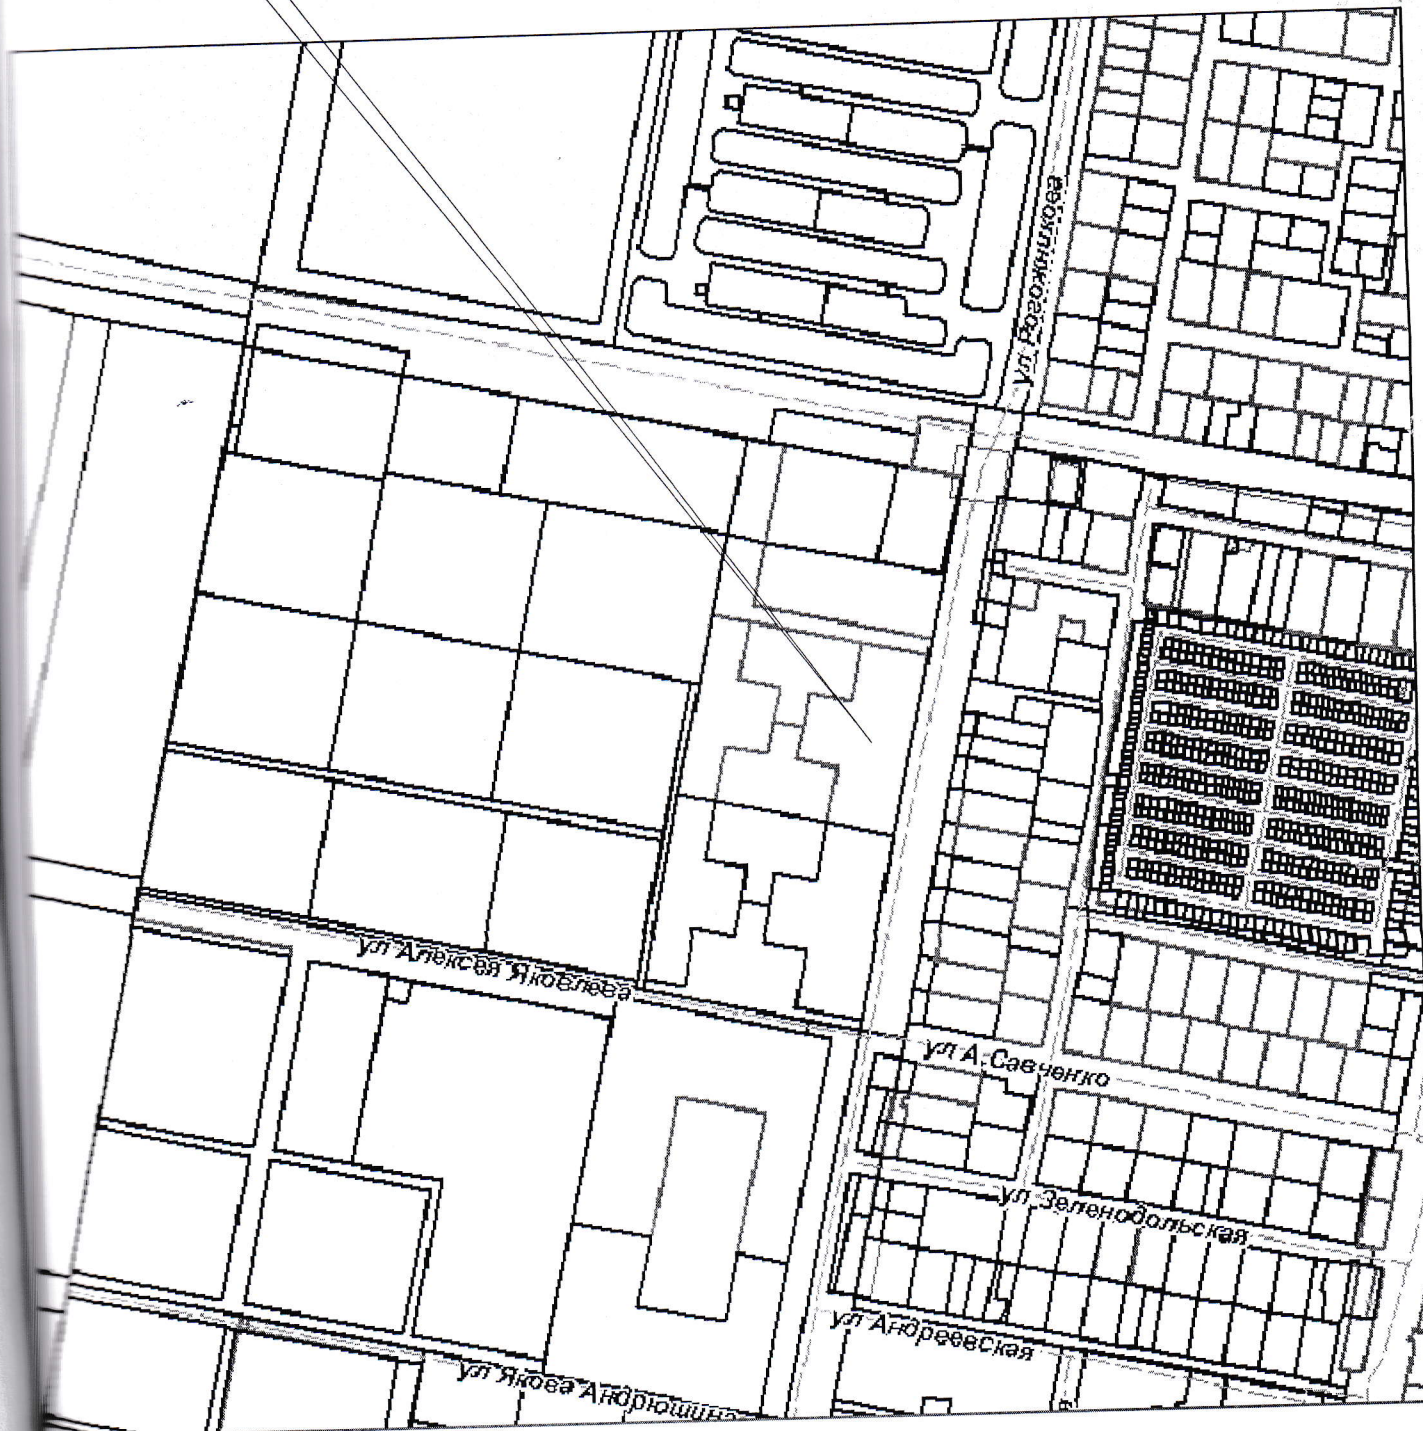 ул Рогожникова
ул Алексея Яковлева
ул А. Савченко
ул Зеленодольская
ул Андреевская
ул Якова Андрюшина